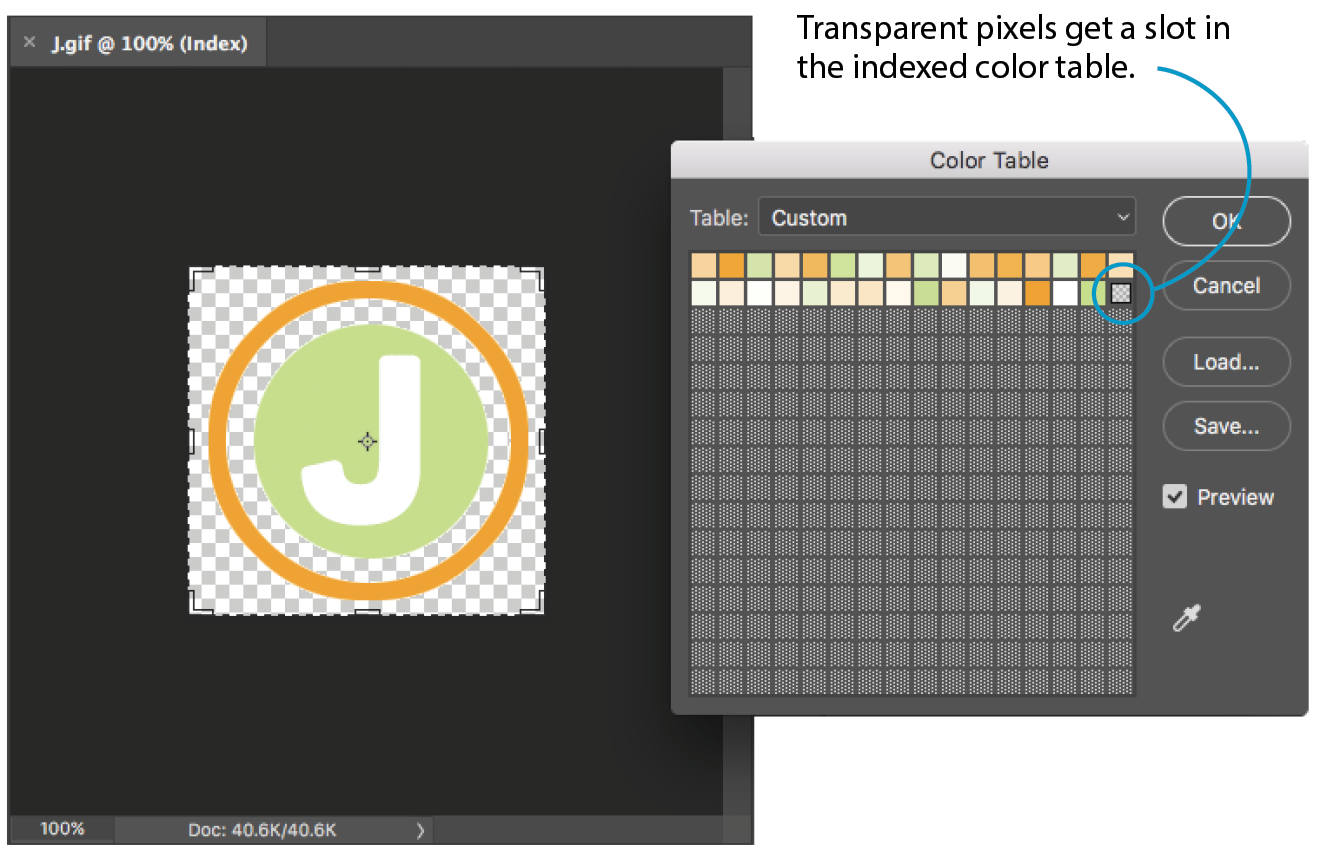 J.gif @ 100% (Index)
Transparent pixels get a slot in
the indexed color table.
Color Table
Table: Custom
OK
Cancel
Load...
Save...
Preview
J
100% Doc: 40.6K/40.6K